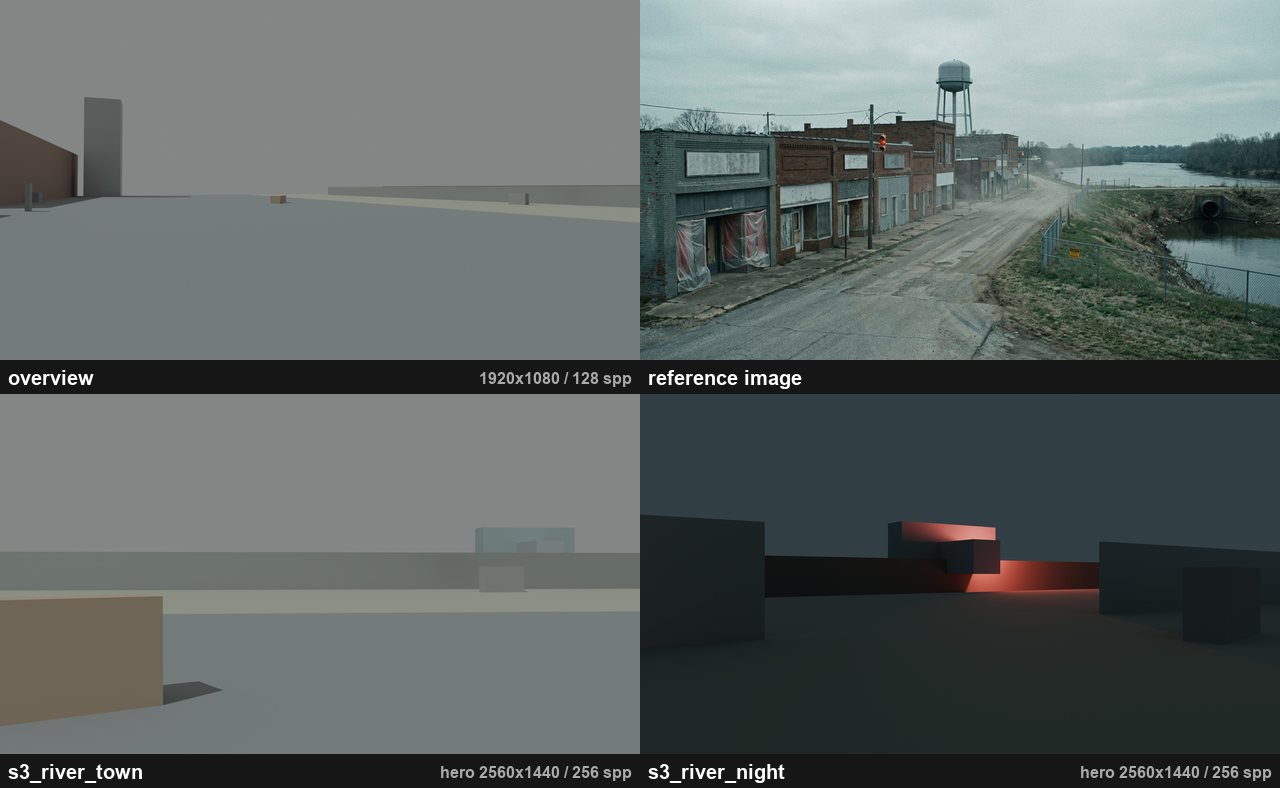 overview
1920x1080 / 128 spp
reference image
s3_river_town
hero 2560x1440 / 256 spp
s3_river_night
hero 2560x1440 / 256 spp